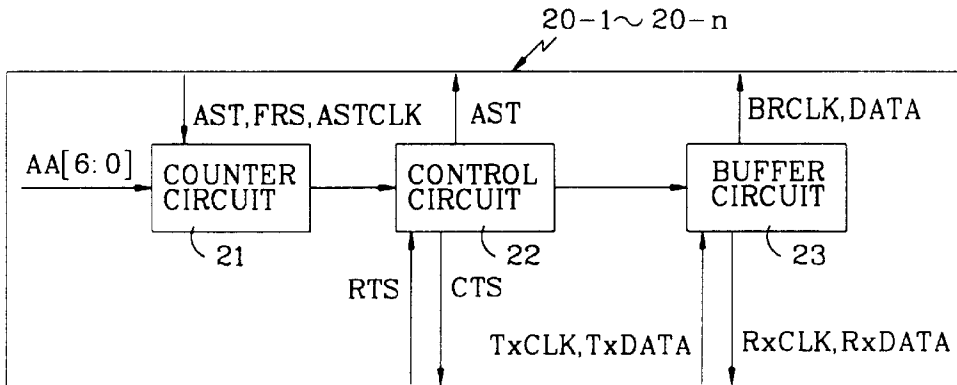 20-1~20-n
AST,FRS,ASTCLK
AST
BRCLK,DATA
AA[6:0]
COUNTER
CIRCUIT
CONTROL
CIRCUIT
BUFFER
CIRCUIT
21
22
23
RTS
CTS
TxCLK,TxDATA
RxCLK,RxDATA